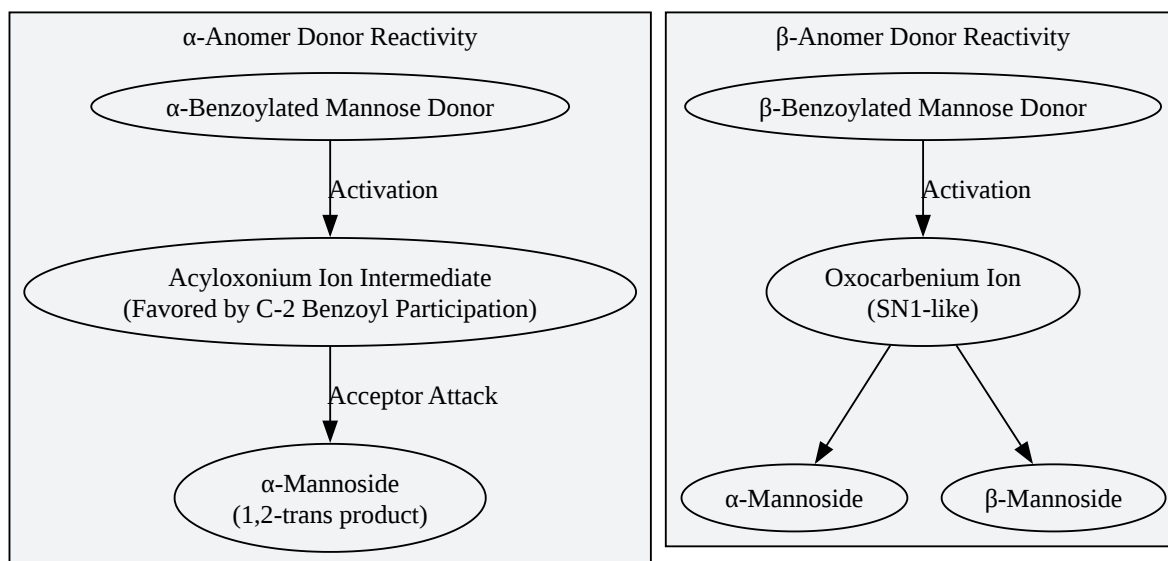 α-Anomer Donor Reactivity
α-Benzoylated Mannose Donor
Activation
Acyloxonium Ion Intermediate
(Favored by C-2 Benzoyl Participation)
Acceptor Attack
α-Mannoside
(1,2-trans product)
β-Anomer Donor Reactivity
β-Benzoylated Mannose Donor
Activation
Oxocarbenium Ion
(SN1-like)
α-Mannoside
β-Mannoside